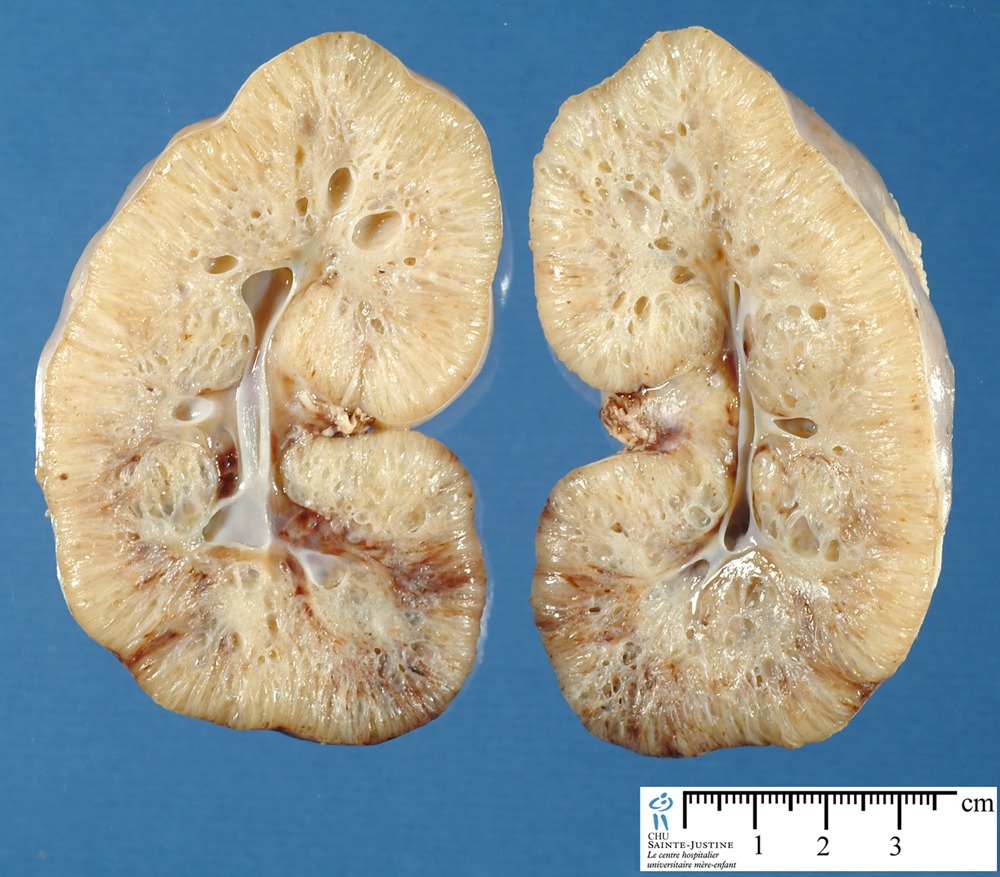 cm
CHU
SAINTE-JUSTINE
Le centre hospitalier
universitaire mère-enfant
1 2 3